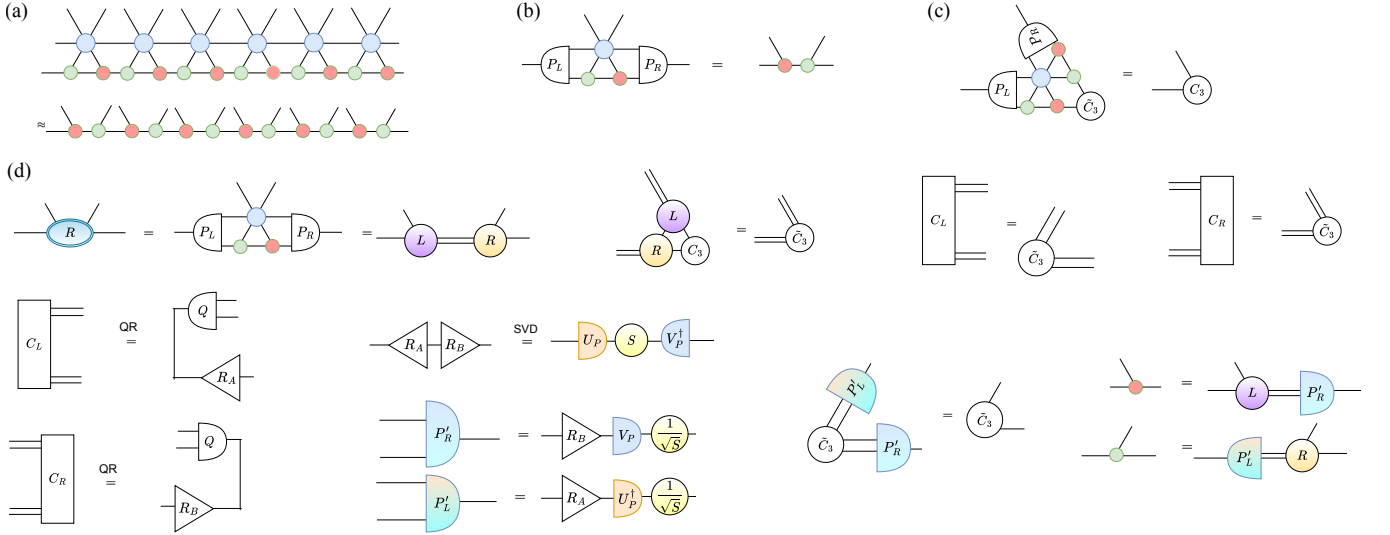 (a)
(b)
(c)
P_L
P_R
=
P_R
P_L
C̃_3
=
C_3
≈
(d)
R
=
P_L
P_R
=
L
R
L
R
C_3
=
C̃_3
C_L
=
C̃_3
C_R
=
C̃_3
C_L
QR
=
Q
R_A
R_A
R_B
SVD
=
U_P
S
V_P^†
C_R
QR
=
Q
R_B
P'_R
=
R_B
V_P
1/√S
P'_L
=
R_A
U_P^†
1/√S
P'_L
C̃_3
P'_R
=
C̃_3
=
L
P'_R
=
P'_L
R